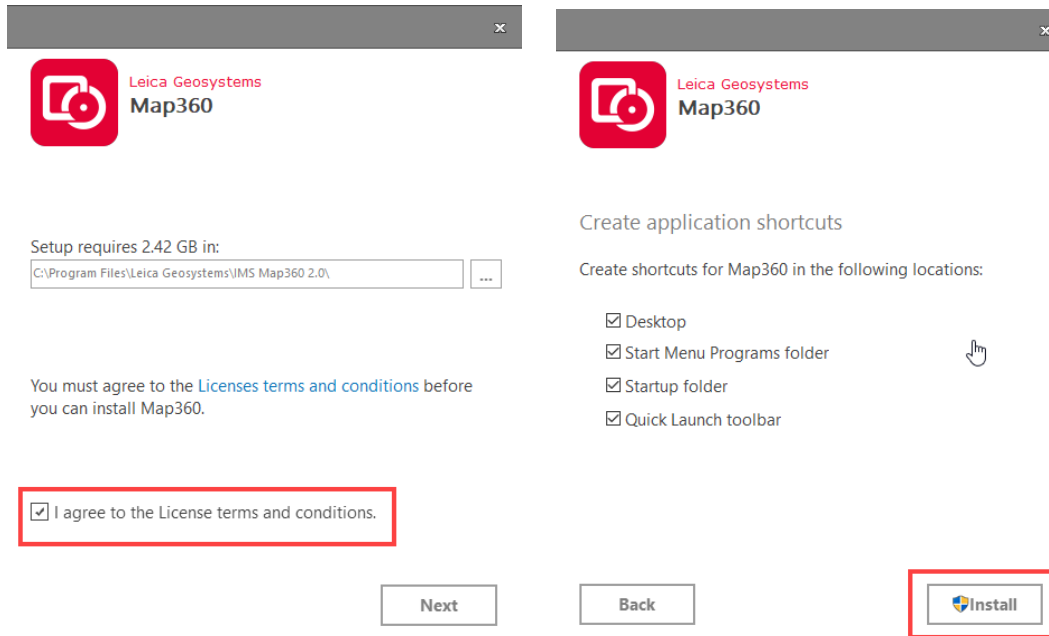 Leica Geosystems
Map360
Setup requires 2.42 GB in:
C:\Program Files\Leica Geosystems\IMS Map360 2.0\
...
You must agree to the Licenses terms and conditions before
you can install Map360.
I agree to the License terms and conditions.
Next
Leica Geosystems
Map360
Create application shortcuts
Create shortcuts for Map360 in the following locations:
Desktop
Start Menu Programs folder
Startup folder
Quick Launch toolbar
Back
Install